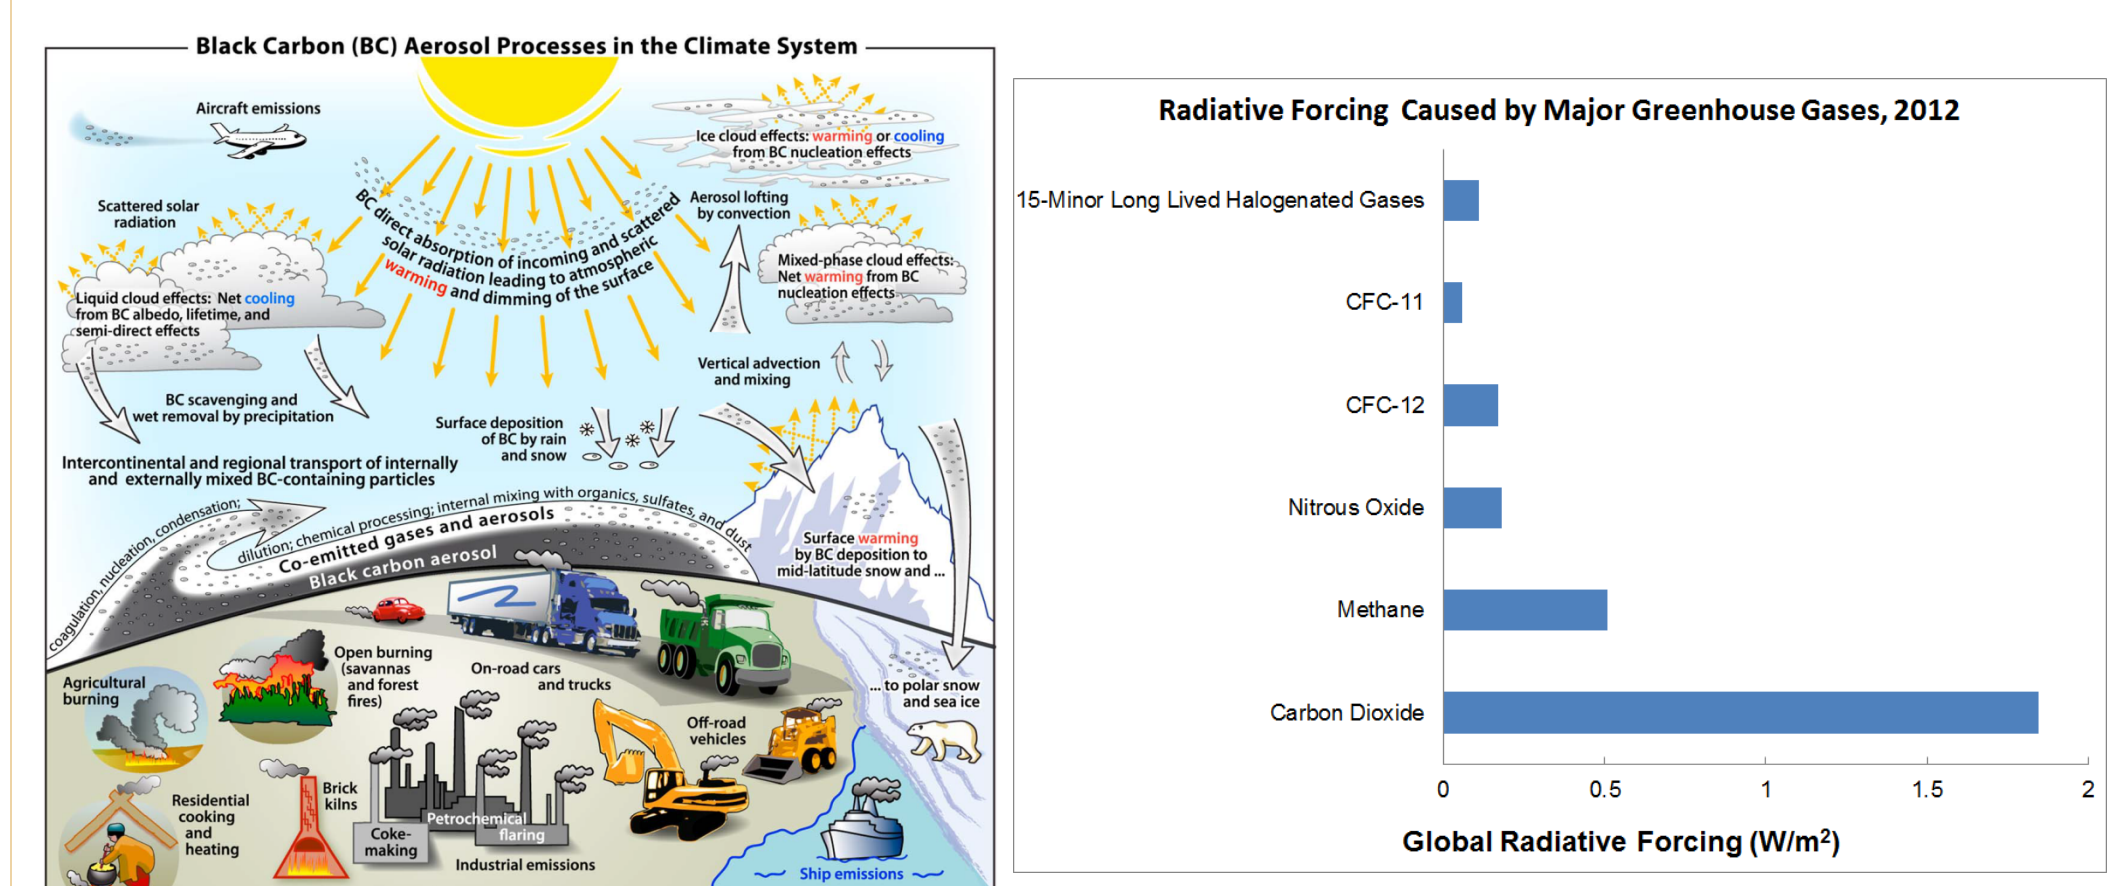 Black Carbon (BC) Aerosol Processes in the Climate System
Aircraft emissions
Ice cloud effects: warming or cooling
from BC nucleation effects
Scattered solar
radiation
BC direct absorption of incoming and scattered
solar radiation leading to atmospheric
warming and dimming of the surface
Aerosol lofting
by convection
Mixed-phase cloud effects:
Net warming from BC
nucleation effects
Liquid cloud effects: Net cooling
from BC albedo, lifetime, and
semi-direct effects
Vertical advection
and mixing
BC scavenging and
wet removal by precipitation
Surface deposition
of BC by rain
and snow
Intercontinental and regional transport of internally
and externally mixed BC-containing particles
Coagulation, nucleation, condensation;
dilution; chemical processing; internal mixing with organics, sulfates, and dust
Co-emitted gases and aerosols
Black carbon aerosol
Surface warming
by BC deposition to
mid-latitude snow and ...
... to polar snow
and sea ice
Agricultural
burning
Open burning
(savannas
and forest
fires)
On-road cars
and trucks
Off-road
vehicles
Residential
cooking
and
heating
Brick
kilns
Coke-
making
Petrochemical
flaring
Industrial emissions
Ship emissions
Radiative Forcing Caused by Major Greenhouse Gases, 2012
15-Minor Long Lived Halogenated Gases
CFC-11
CFC-12
Nitrous Oxide
Methane
Carbon Dioxide
0 0.5 1 1.5 2
Global Radiative Forcing (W/m²)